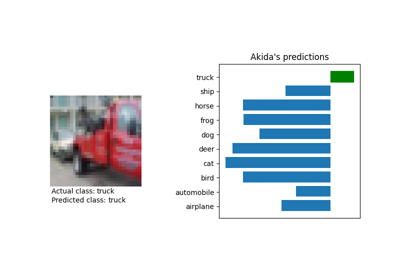 Akida's predictions
truck
ship
horse
frog
dog
deer
cat
bird
automobile
airplane
Actual class: truck
Predicted class: truck